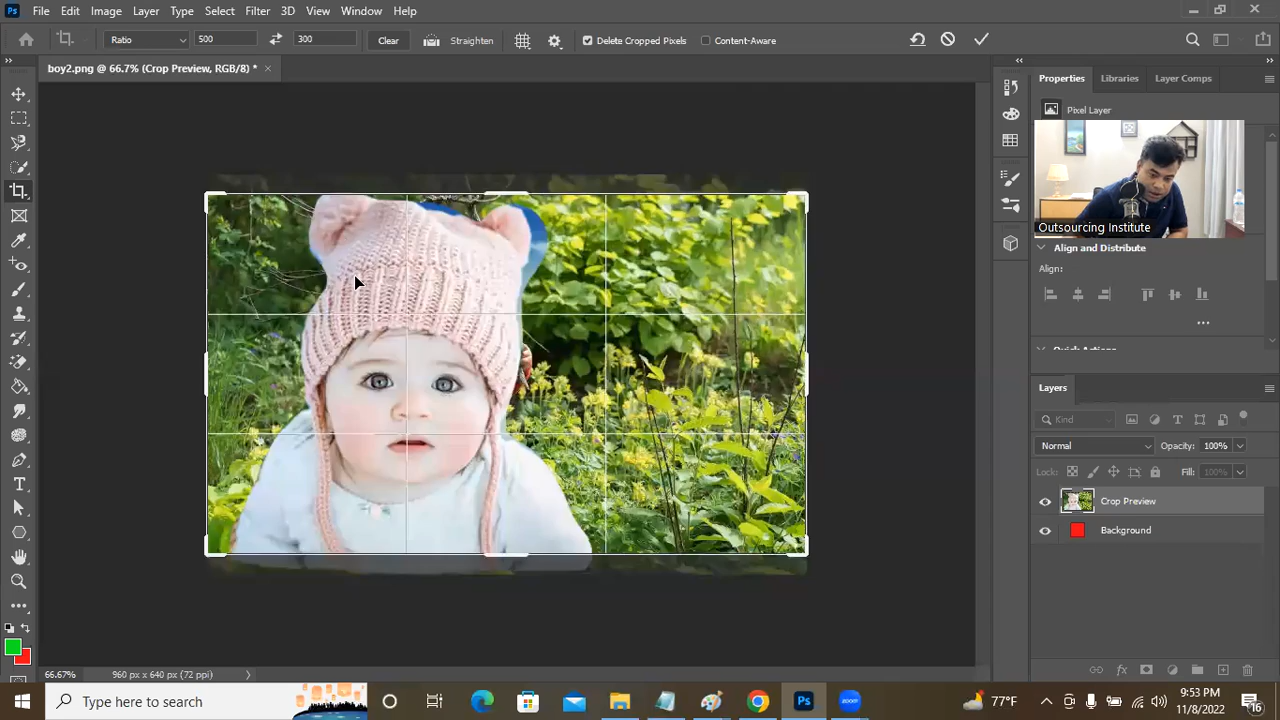 Ps File Edit Image Layer Type Select Filter 3D View Window Help
Ratio 500 300 Clear Straighten Delete Cropped Pixels Content-Aware
boy2.png @ 66.7% (Crop Preview, RGB/8) *
Properties Libraries Layer Comps
Pixel Layer
Outsourcing Institute
Align and Distribute
Align:
Layers
Kind
Normal Opacity: 100%
Lock: Fill: 100%
Crop Preview
Background
66.67% 960 px x 640 px (72 ppi)
Type here to search
Ps
zoom
77°F
9:53 PM
11/8/2022
16